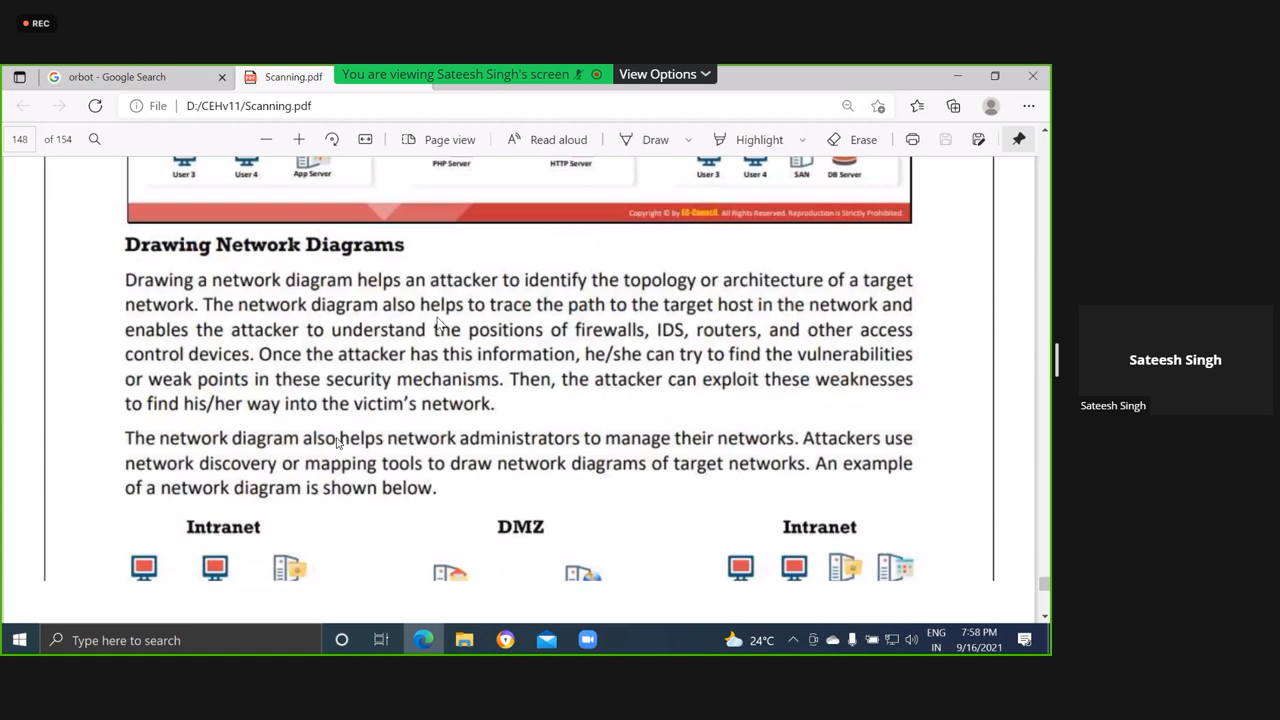 REC
orbot - Google Search
Scanning.pdf
You are viewing Sateesh Singh's screen
View Options
File
D:/CEHv11/Scanning.pdf
148 of 154
Page view
Read aloud
Draw
Highlight
Erase
User 3
User 4
App Server
PHP Server
HTTP Server
User 3
User 4
SAN
DB Server
Copyright © by EC-Council. All Rights Reserved. Reproduction is Strictly Prohibited.
Drawing Network Diagrams
Drawing a network diagram helps an attacker to identify the topology or architecture of a target
network. The network diagram also helps to trace the path to the target host in the network and
enables the attacker to understand the positions of firewalls, IDS, routers, and other access
control devices. Once the attacker has this information, he/she can try to find the vulnerabilities
or weak points in these security mechanisms. Then, the attacker can exploit these weaknesses
to find his/her way into the victim's network.
The network diagram also helps network administrators to manage their networks. Attackers use
network discovery or mapping tools to draw network diagrams of target networks. An example
of a network diagram is shown below.
Intranet
DMZ
Intranet
Sateesh Singh
Sateesh Singh
Type here to search
24°C
ENG
IN
7:58 PM
9/16/2021